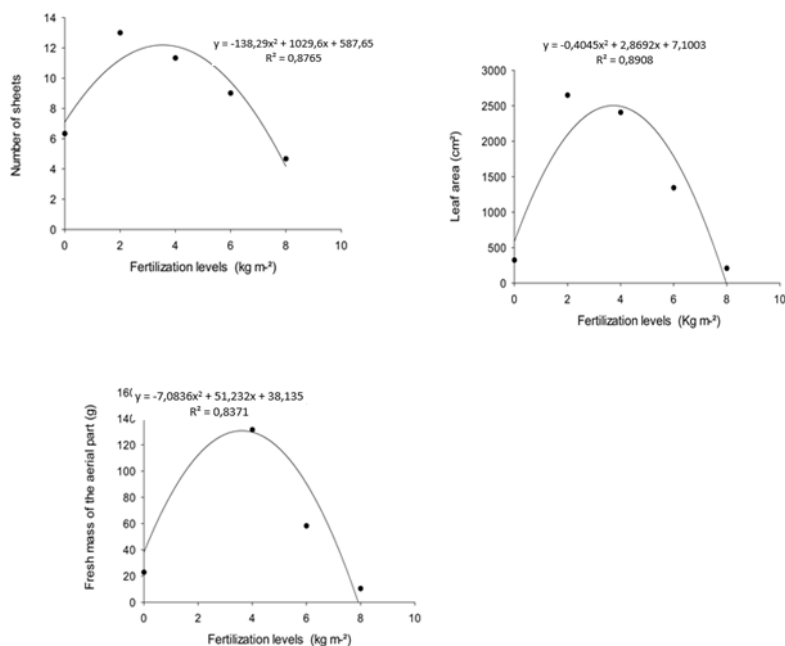 y = -138,29x² + 1029,6x + 587,65
R² = 0,8765
Number of sheets
14
12
10
8
6
4
2
0
0 2 4 6 8 10
Fertilization levels (kg m-²)
y = -0,4045x² + 2,8692x + 7,1003
R² = 0,8908
Leaf area (cm²)
3000
2500
2000
1500
1000
500
0
0 2 4 6 8 10
Fertilization levels (Kg m-²)
y = -7,0836x² + 51,232x + 38,135
R² = 0,8371
Fresh mass of the aerial part (g)
160
140
120
100
80
60
40
20
0
0 2 4 6 8 10
Fertilization levels (kg m-²)